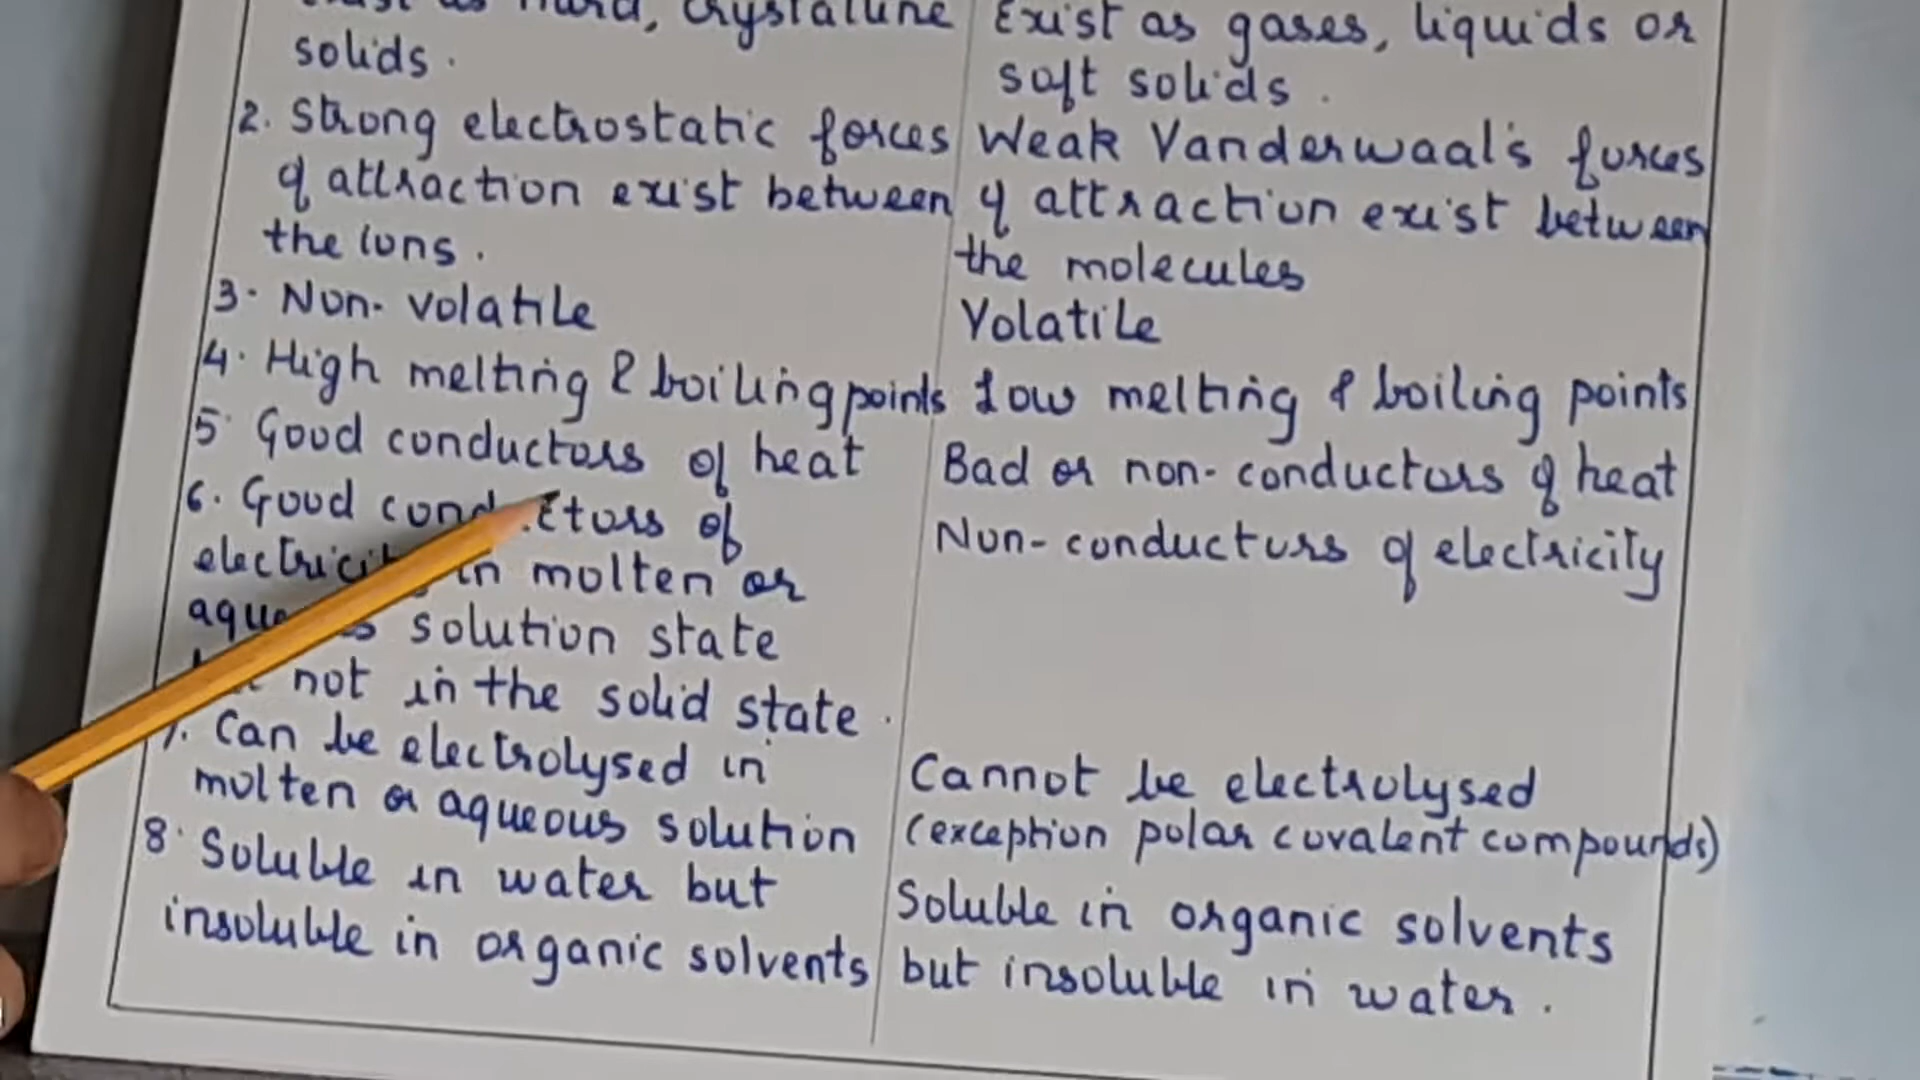 solids.
2. Strong electrostatic forces
of attraction exist between
the ions.
3. Non-volatile
4. High melting & boiling points
5. Good conductors of heat
6. Good conductors of
electricity in molten or
solution state
not in the solid state.
7. Can be electrolysed in
molten or aqueous solution
8. Soluble in water but
insoluble in organic solvents
Exist as gases, liquids or
soft solids.
Weak Vanderwaal's forces
of attraction exist between
the molecules
Volatile
Low melting & boiling points
Bad or non-conductors of heat
Non-conductors of electricity
Cannot be electrolysed
(exception polar covalent compounds)
Soluble in organic solvents
but insoluble in water.